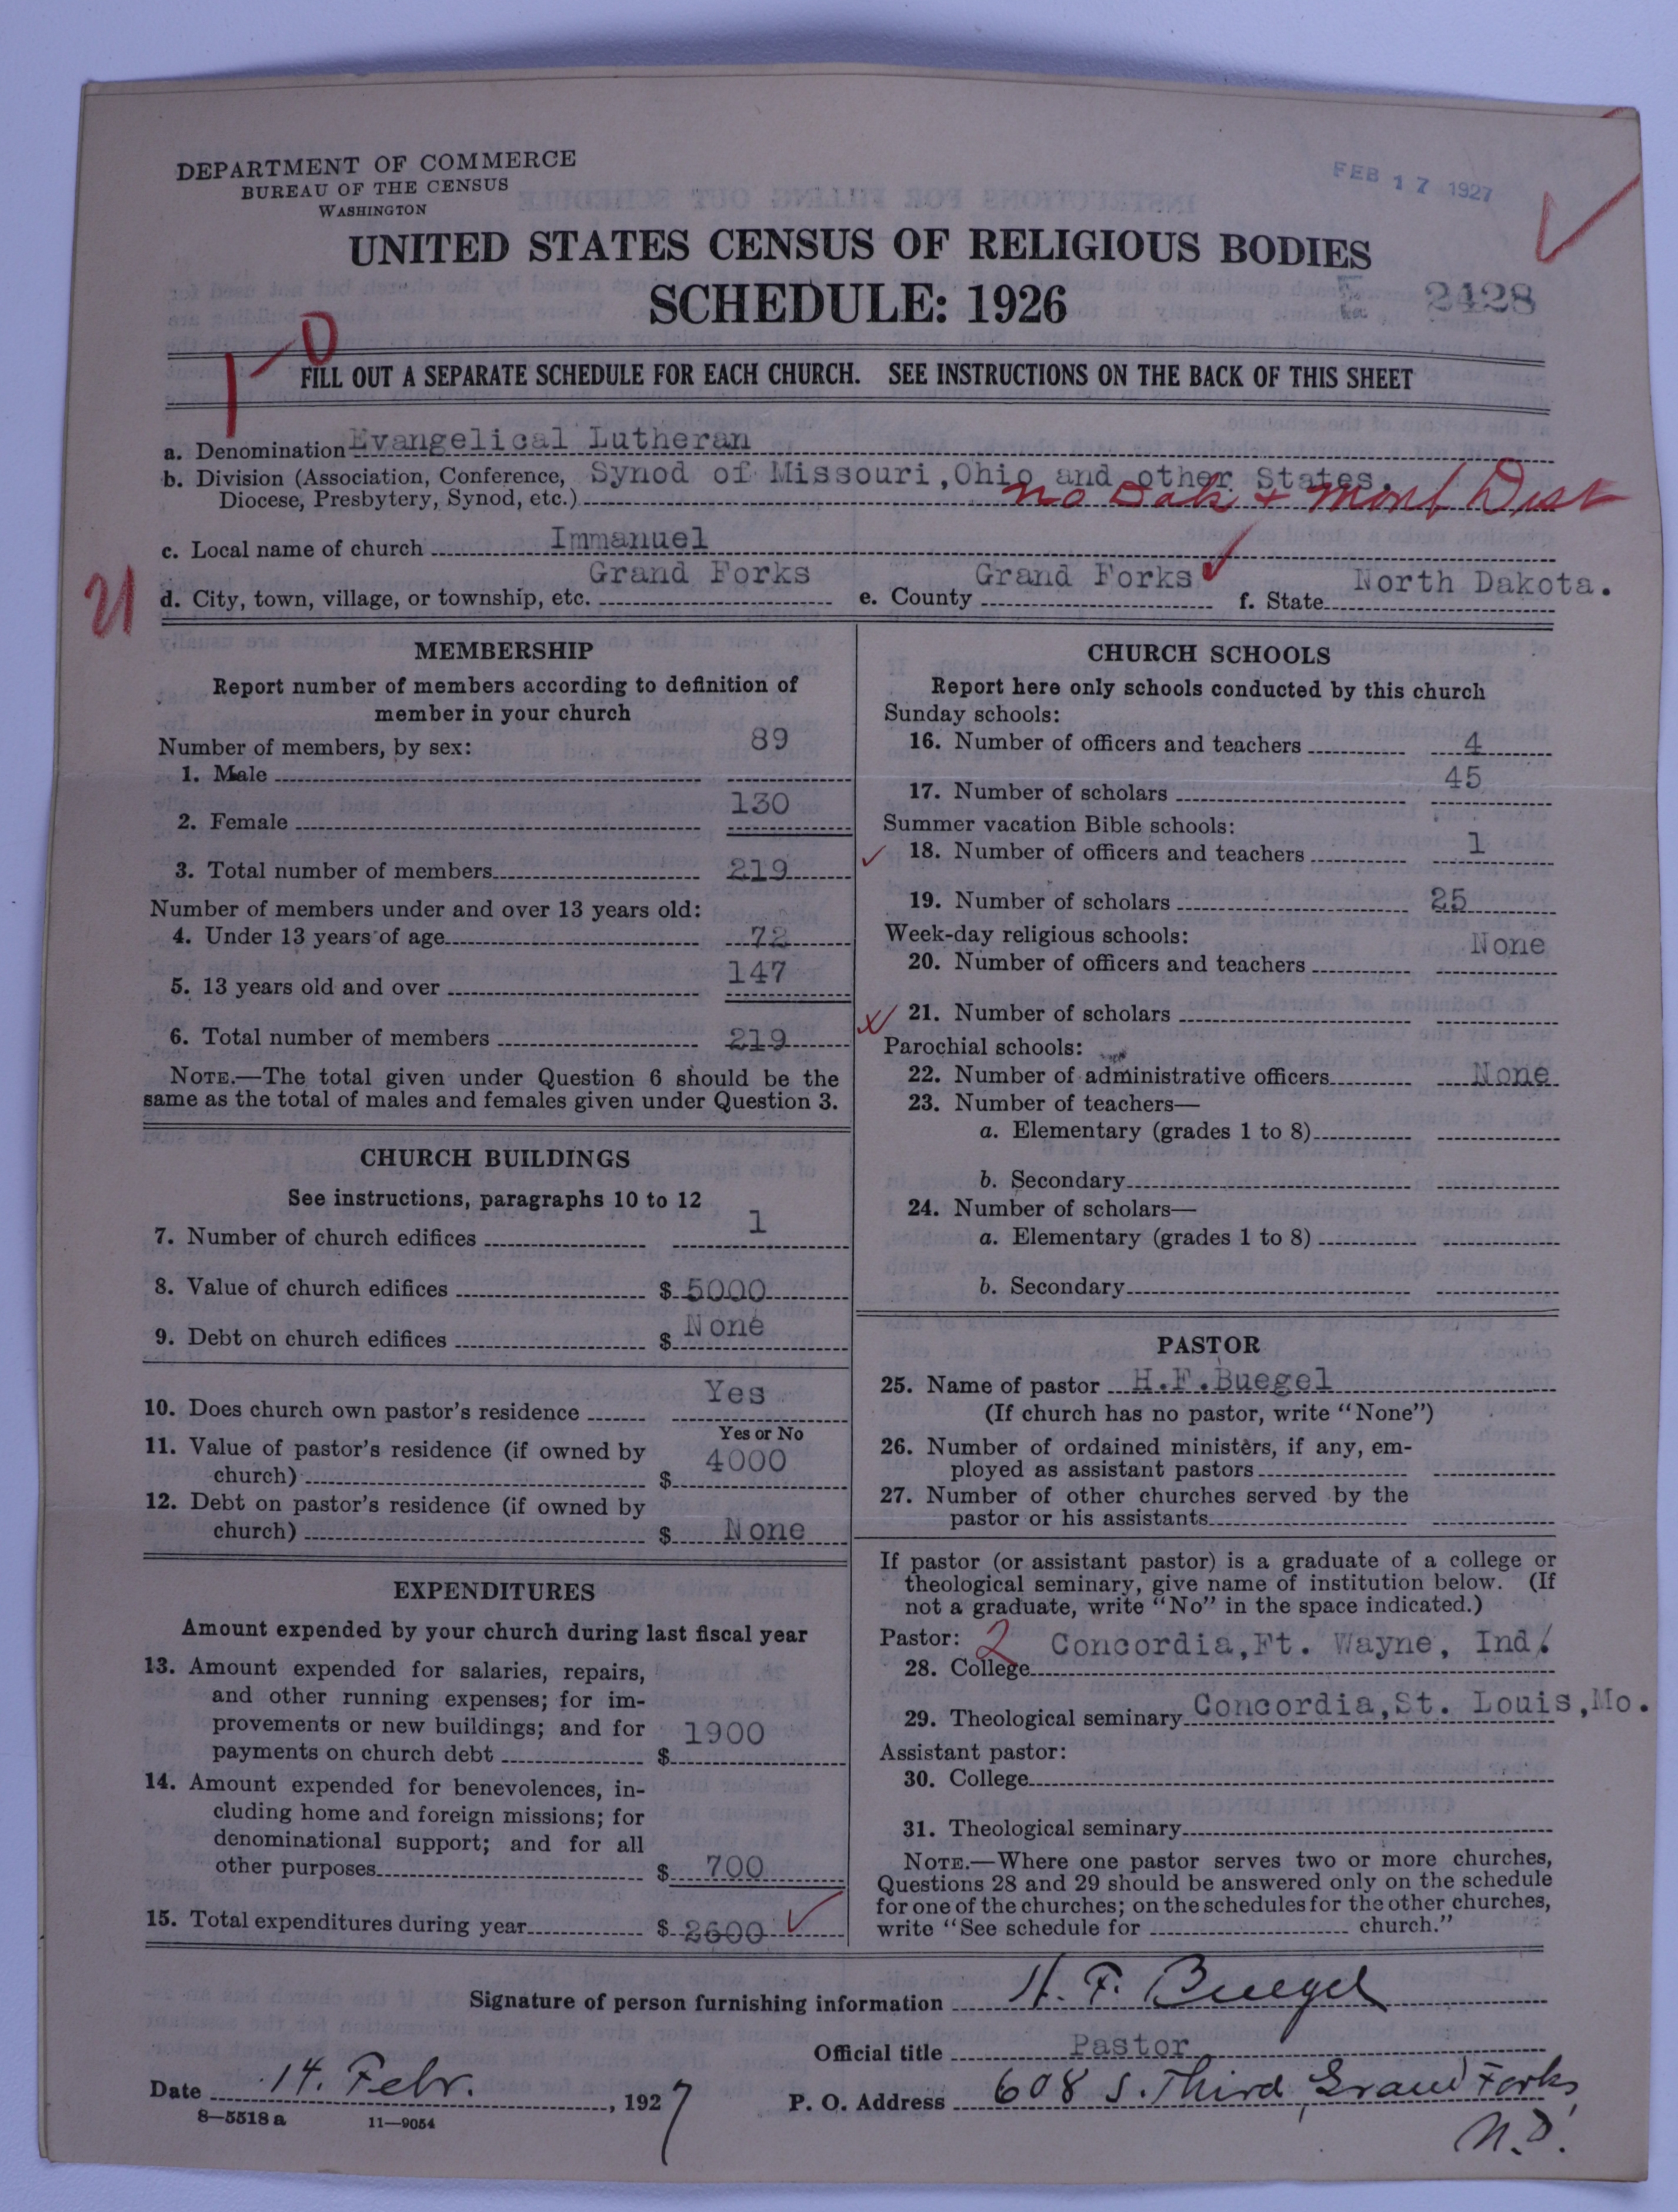 DEPARTMENT OF COMMERCE
BUREAU OF THE CENSUS
WASHINGTON
FEB 17 1927
UNITED STATES CENSUS OF RELIGIOUS BODIES
SCHEDULE: 1926
2428
1-0
FILL OUT A SEPARATE SCHEDULE FOR EACH CHURCH. SEE INSTRUCTIONS ON THE BACK OF THIS SHEET
a. Denomination Evangelical Lutheran
b. Division (Association, Conference, Synod of Missouri,Ohio and other States.
Diocese, Presbytery, Synod, etc.) no Dak + Mont Dist
c. Local name of church Immanuel
21
d. City, town, village, or township, etc. Grand Forks e. County Grand Forks f. State North Dakota.
MEMBERSHIP
Report number of members according to definition of
member in your church
Number of members, by sex:
1. Male 89
2. Female 130
3. Total number of members 219
Number of members under and over 13 years old:
4. Under 13 years of age 72
5. 13 years old and over 147
6. Total number of members 219
NOTE.—The total given under Question 6 should be the
same as the total of males and females given under Question 3.
CHURCH BUILDINGS
See instructions, paragraphs 10 to 12
7. Number of church edifices 1
8. Value of church edifices $ 5000
9. Debt on church edifices $ None
10. Does church own pastor's residence Yes
Yes or No
11. Value of pastor's residence (if owned by
church) $ 4000
12. Debt on pastor's residence (if owned by
church) $ None
EXPENDITURES
Amount expended by your church during last fiscal year
13. Amount expended for salaries, repairs,
and other running expenses; for im-
provements or new buildings; and for
payments on church debt $ 1900
14. Amount expended for benevolences, in-
cluding home and foreign missions; for
denominational support; and for all
other purposes $ 700
15. Total expenditures during year $ 2600
CHURCH SCHOOLS
Report here only schools conducted by this church
Sunday schools:
16. Number of officers and teachers 4
17. Number of scholars 45
Summer vacation Bible schools:
18. Number of officers and teachers 1
19. Number of scholars 25
Week-day religious schools:
20. Number of officers and teachers None
21. Number of scholars
Parochial schools:
22. Number of administrative officers None
23. Number of teachers—
a. Elementary (grades 1 to 8)
b. Secondary
24. Number of scholars—
a. Elementary (grades 1 to 8)
b. Secondary
PASTOR
25. Name of pastor H.F.Buegel
(If church has no pastor, write "None")
26. Number of ordained ministers, if any, em-
ployed as assistant pastors
27. Number of other churches served by the
pastor or his assistants
If pastor (or assistant pastor) is a graduate of a college or
theological seminary, give name of institution below. (If
not a graduate, write "No" in the space indicated.)
Pastor: 2
28. College Concordia,Ft. Wayne, Ind.
29. Theological seminary Concordia,St. Louis,Mo.
Assistant pastor:
30. College
31. Theological seminary
NOTE.—Where one pastor serves two or more churches,
Questions 28 and 29 should be answered only on the schedule
for one of the churches; on the schedules for the other churches,
write "See schedule for church."
Signature of person furnishing information H. F. Buegel
Official title Pastor
Date 14. Febr., 1927 P. O. Address 608 S. Third, Grand Forks,
N.D.
8—5518 a 11—9054